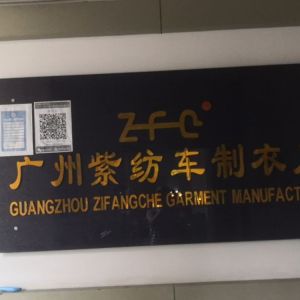 zfc
广州紫纺车制衣
GUANGZHOU ZIFANGCHE GARMENT MANUFACT